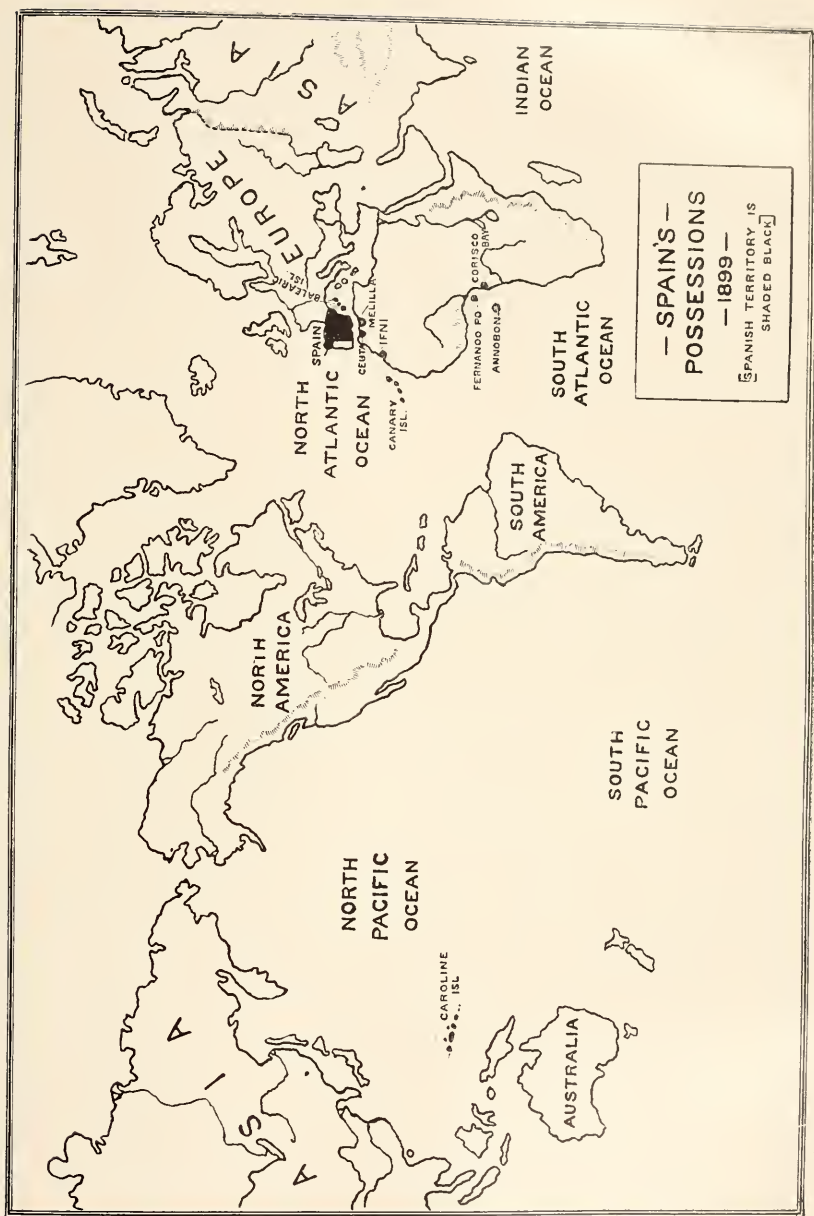 — SPAIN'S —
POSSESSIONS
— 1899 —
[SPANISH TERRITORY IS
SHADED BLACK]
ASIA
NORTH
PACIFIC
OCEAN
CAROLINE
ISL
AUSTRALIA
SOUTH
PACIFIC
OCEAN
NORTH
AMERICA
SOUTH
AMERICA
NORTH
ATLANTIC
OCEAN
CANARY
ISL.
SPAIN
CEUTA
MELILLA
IFNI
BALEARIC
ISL.
EUROPE
ASIA
FERNANDO PO.
CORISCO
BAY
ANNOBON
SOUTH
ATLANTIC
OCEAN
INDIAN
OCEAN